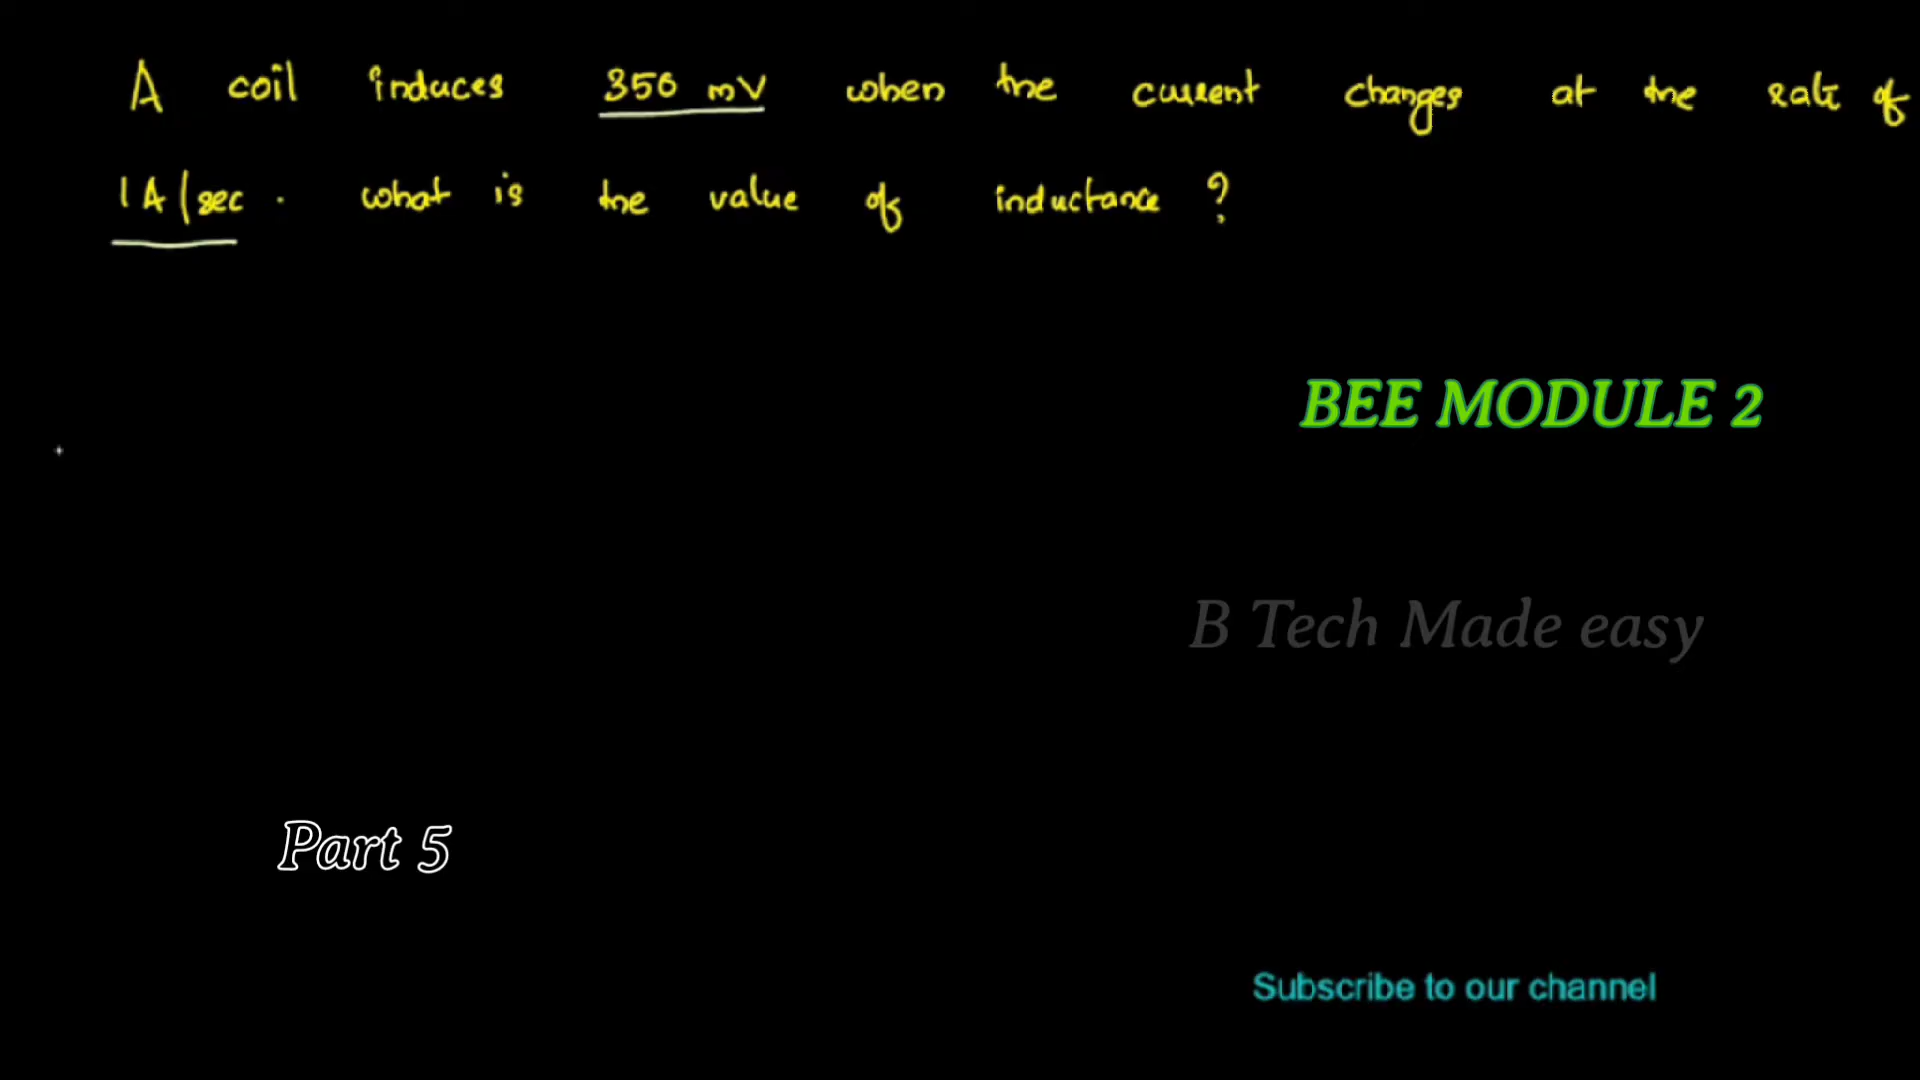 A coil induces 350 mV when the current changes at the rate of
1A/sec . what is the value of inductance ?
BEE MODULE 2
B Tech Made easy
Part 5
Subscribe to our channel